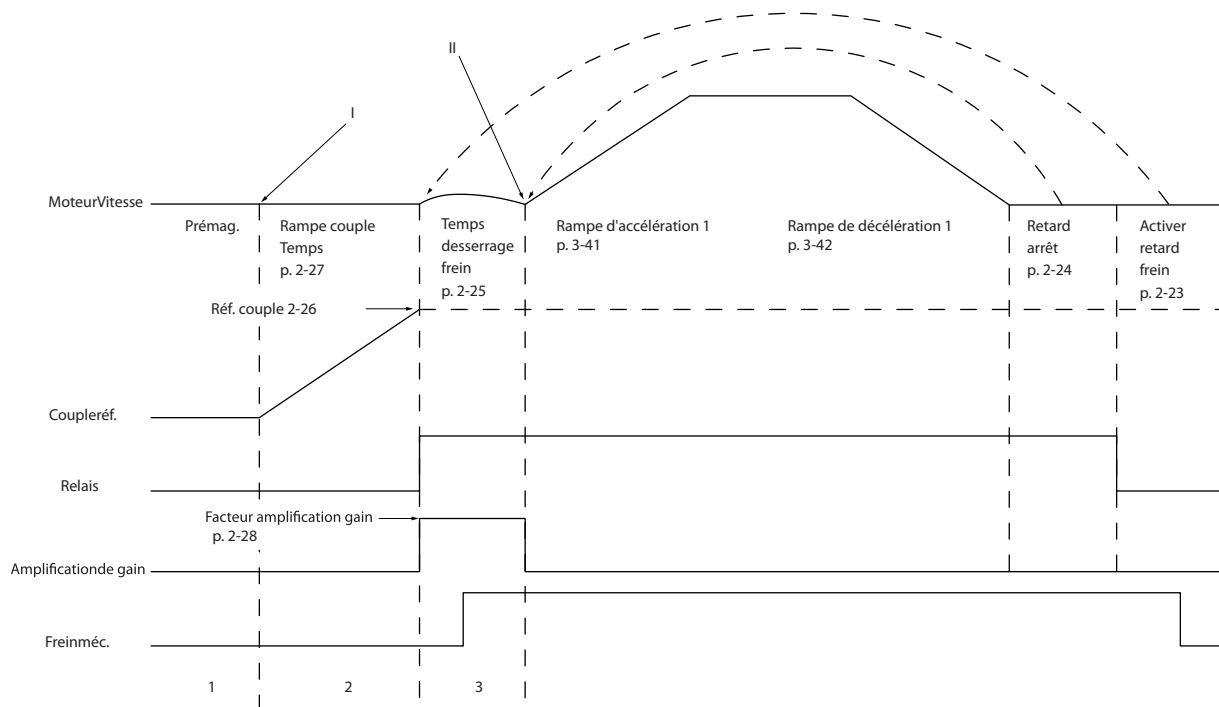 II
I
MoteurVitesse
Prémag.
Rampe couple
Temps
p. 2-27
Temps
desserrage
frein
p. 2-25
Rampe d'accélération 1
p. 3-41
Rampe de décélération 1
p. 3-42
Retard
arrêt
p. 2-24
Activer
retard
frein
p. 2-23
Réf. couple 2-26
Coupleréf.
Relais
Facteur amplification gain
p. 2-28
Amplificationde gain
Freinméc.
1
2
3